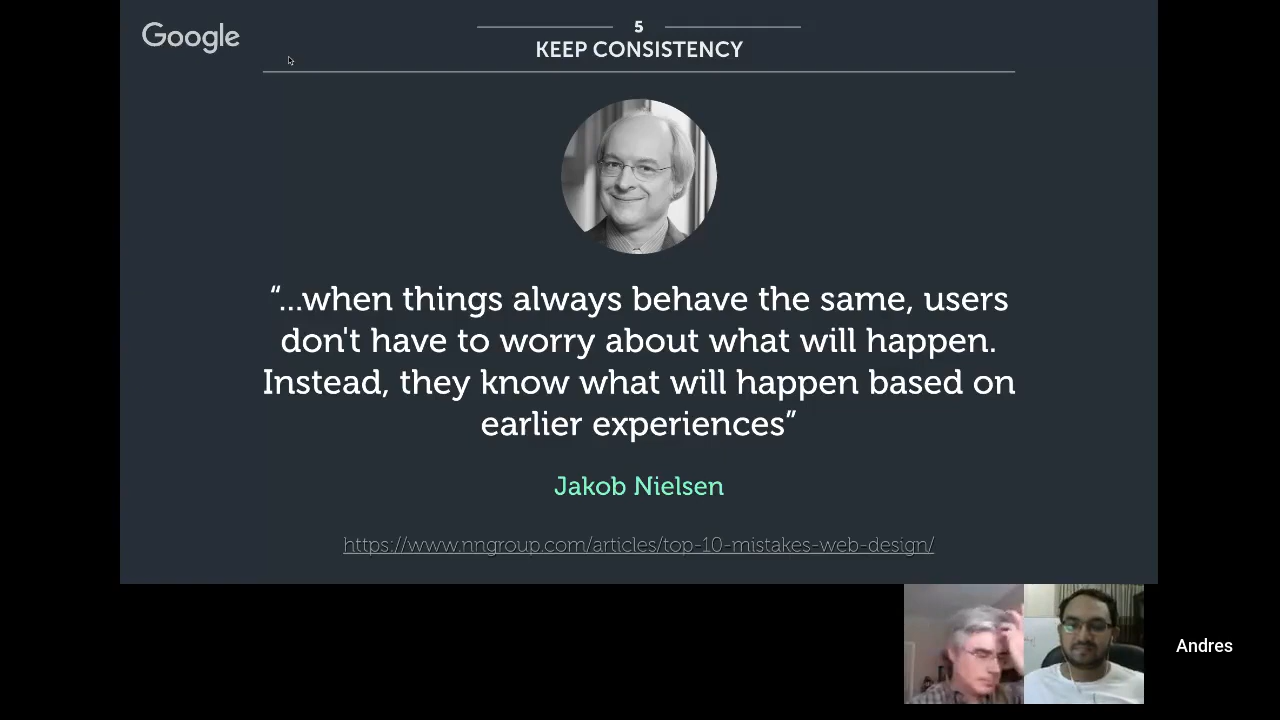 Google
5
KEEP CONSISTENCY
“...when things always behave the same, users
don't have to worry about what will happen.
Instead, they know what will happen based on
earlier experiences”
Jakob Nielsen
https://www.nngroup.com/articles/top-10-mistakes-web-design/
Andres